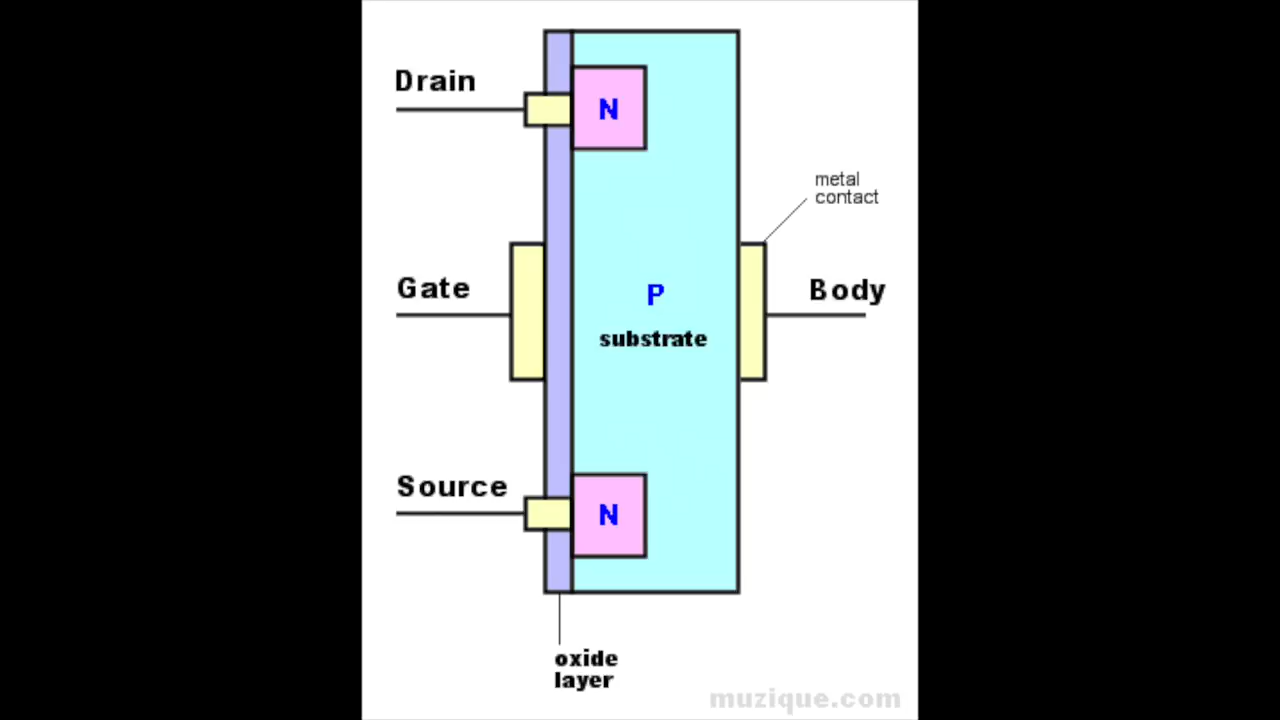 Drain
N
metal
contact
Gate
P
Body
substrate
Source
N
oxide
layer
muzique.com